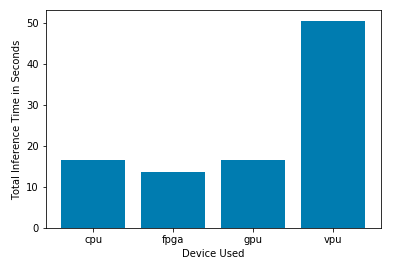 Total Inference Time in Seconds
50
40
30
20
10
0
cpu
fpga
gpu
vpu
Device Used